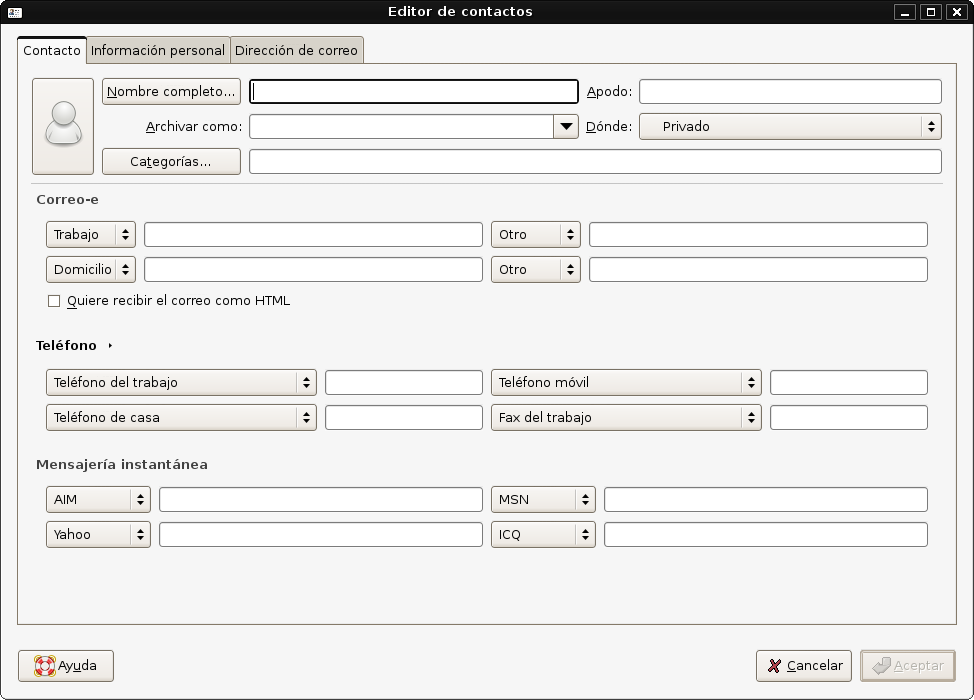 Editor de contactos
Contacto Información personal Dirección de correo
Nombre completo... Apodo:
Archivar como: Dónde: Privado
Categorías...
Correo-e
Trabajo Otro
Domicilio Otro
Quiere recibir el correo como HTML
Teléfono
Teléfono del trabajo Teléfono móvil
Teléfono de casa Fax del trabajo
Mensajería instantánea
AIM MSN
Yahoo ICQ
Ayuda Cancelar Aceptar